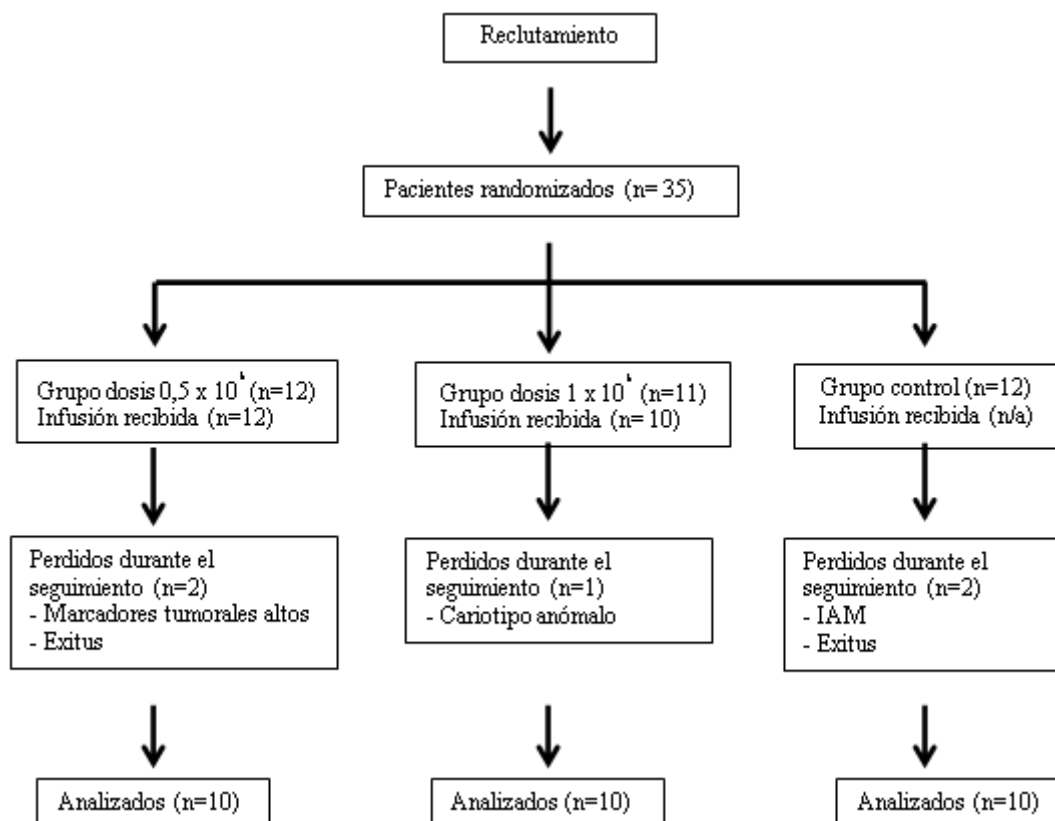 Reclutamiento
Pacientes randomizados (n= 35)
Grupo dosis 0,5 x 10 (n=12)
Infusión recibida (n=12)
Grupo dosis 1 x 10 (n=11)
Infusión recibida (n= 10)
Grupo control (n=12)
Infusión recibida (n/a)
Perdidos durante el
seguimiento (n=2)
- Marcadores tumorales altos
- Exitus
Perdidos durante el
seguimiento (n=1)
- Cariotipo anómalo
Perdidos durante el
seguimiento (n=2)
- IAM
- Exitus
Analizados (n=10)
Analizados (n=10)
Analizados (n=10)